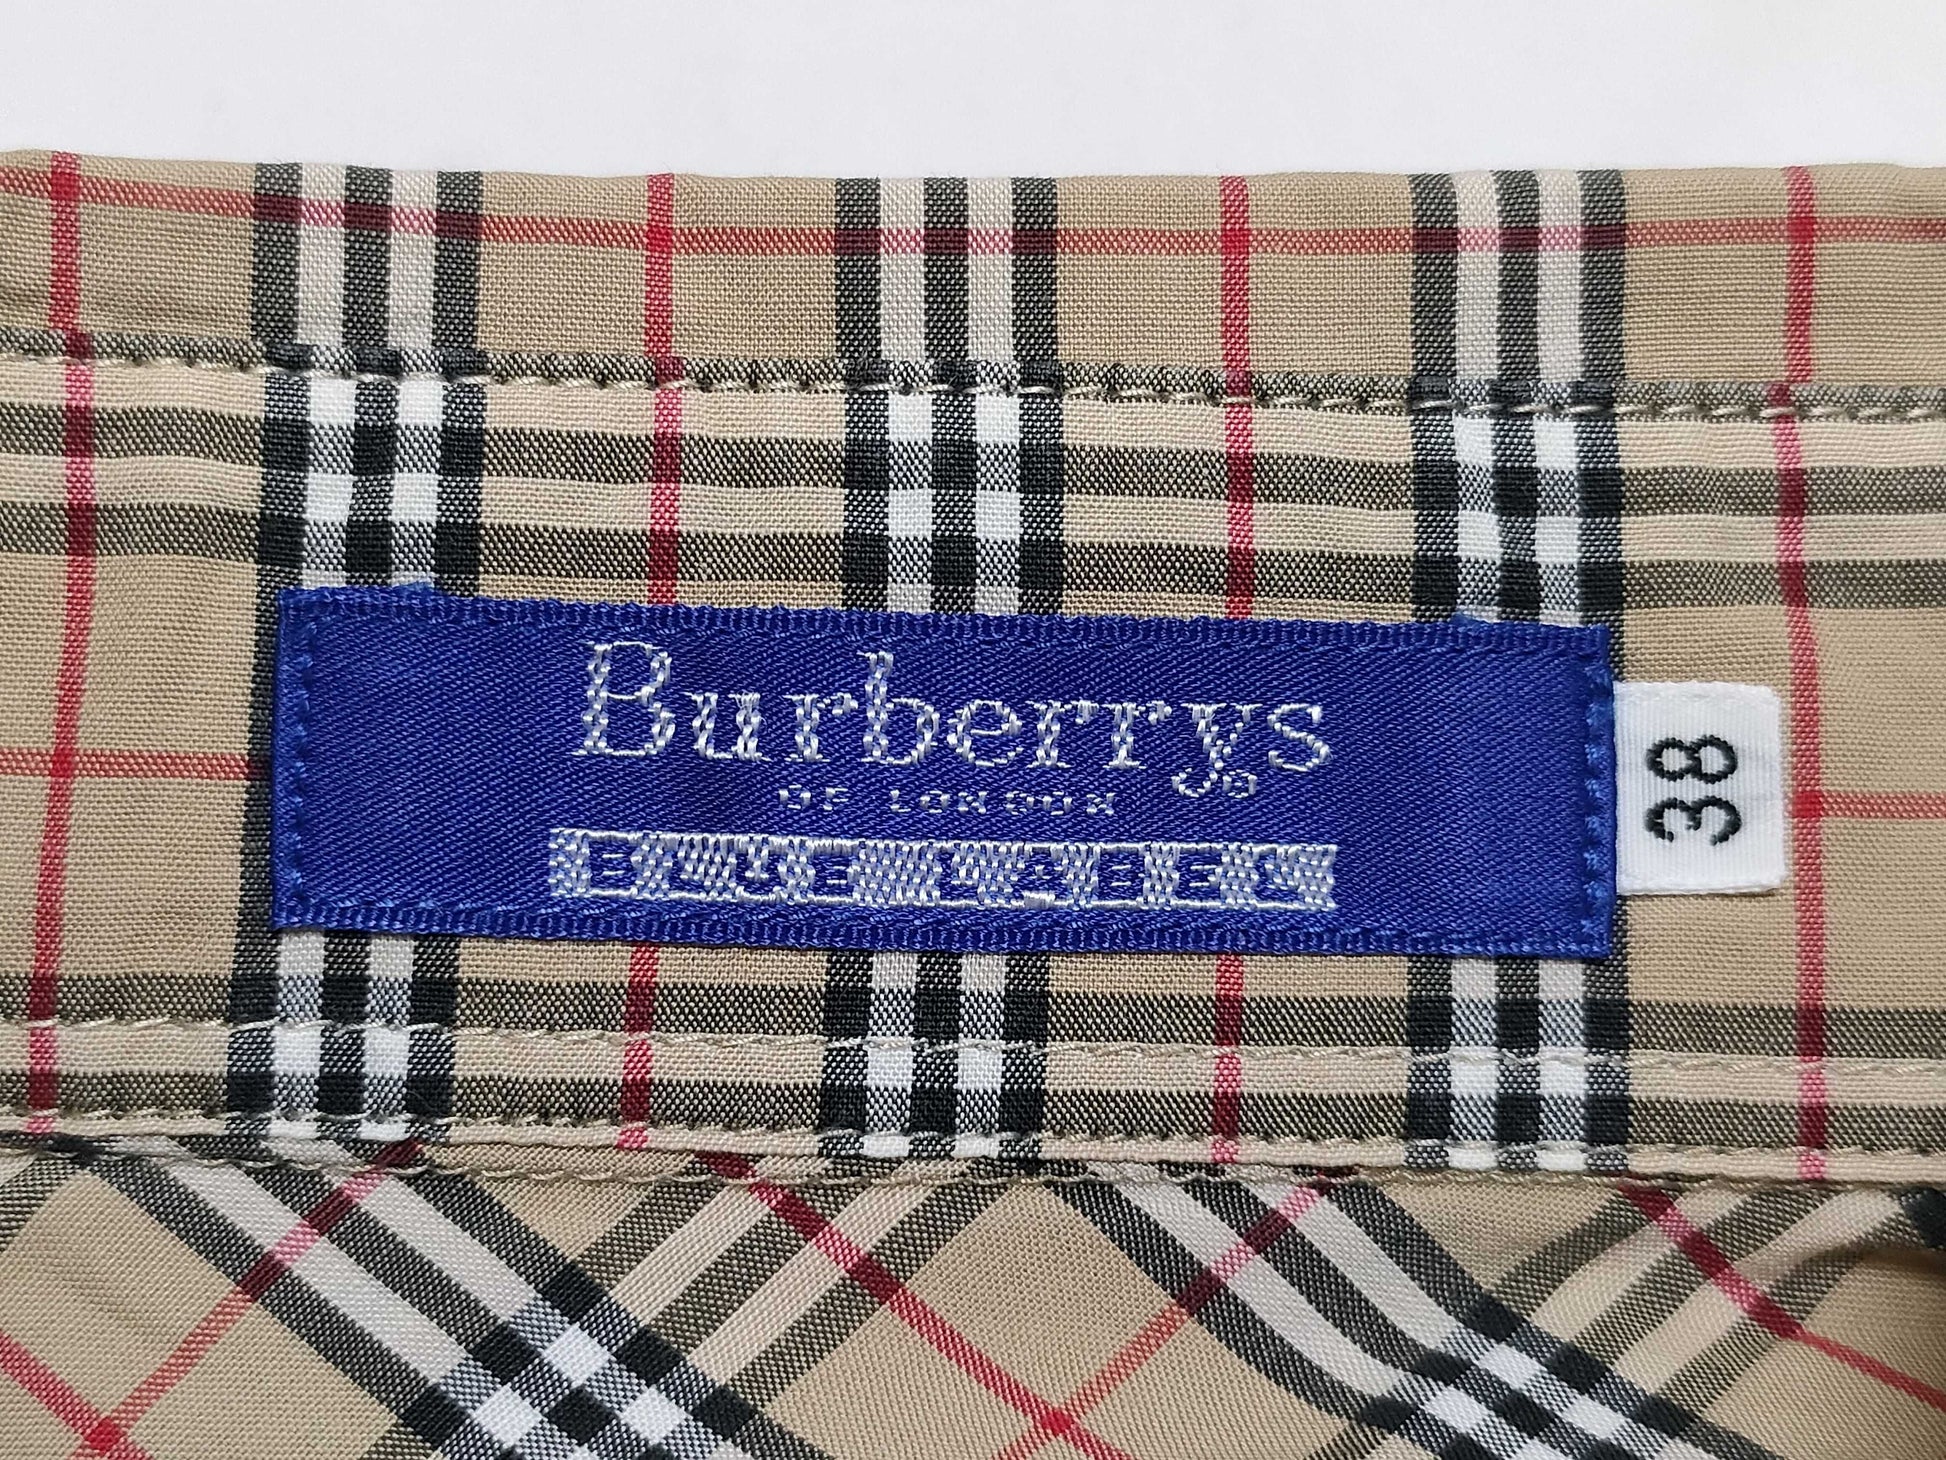 Burberrys
OF LONDON
BLUE LABEL
38